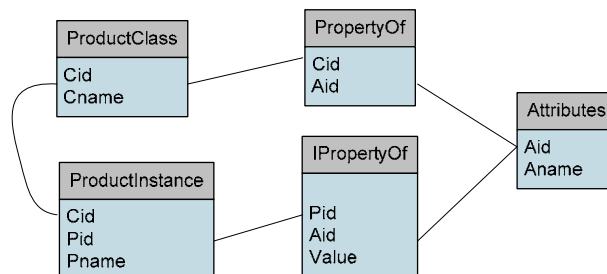 ProductClass
Cid
Cname
PropertyOf
Cid
Aid
Attributes
Aid
Aname
ProductInstance
Cid
Pid
Pname
IPropertyOf
Pid
Aid
Value